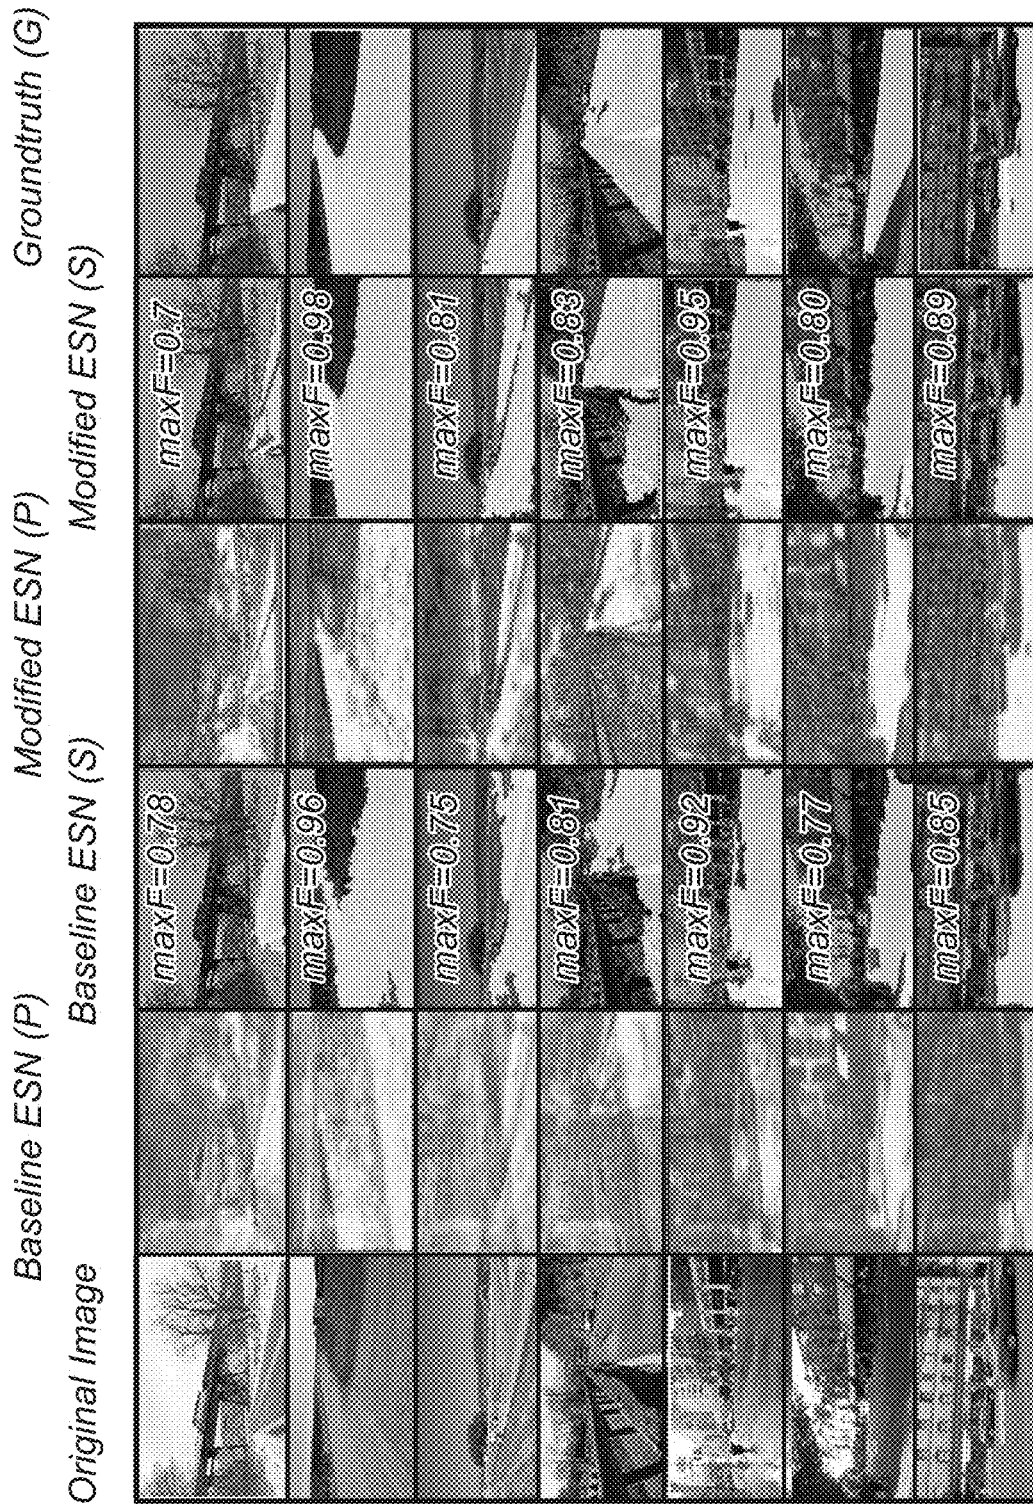 Original Image
Baseline ESN (P)
Baseline ESN (S)
Modified ESN (P)
Modified ESN (S)
Groundtruth (G)
maxF=0.78
maxF=0.7
maxF=0.96
maxF=0.98
maxF=0.75
maxF=0.81
maxF=0.81
maxF=0.83
maxF=0.92
maxF=0.95
maxF=0.77
maxF=0.80
maxF=0.85
maxF=0.89